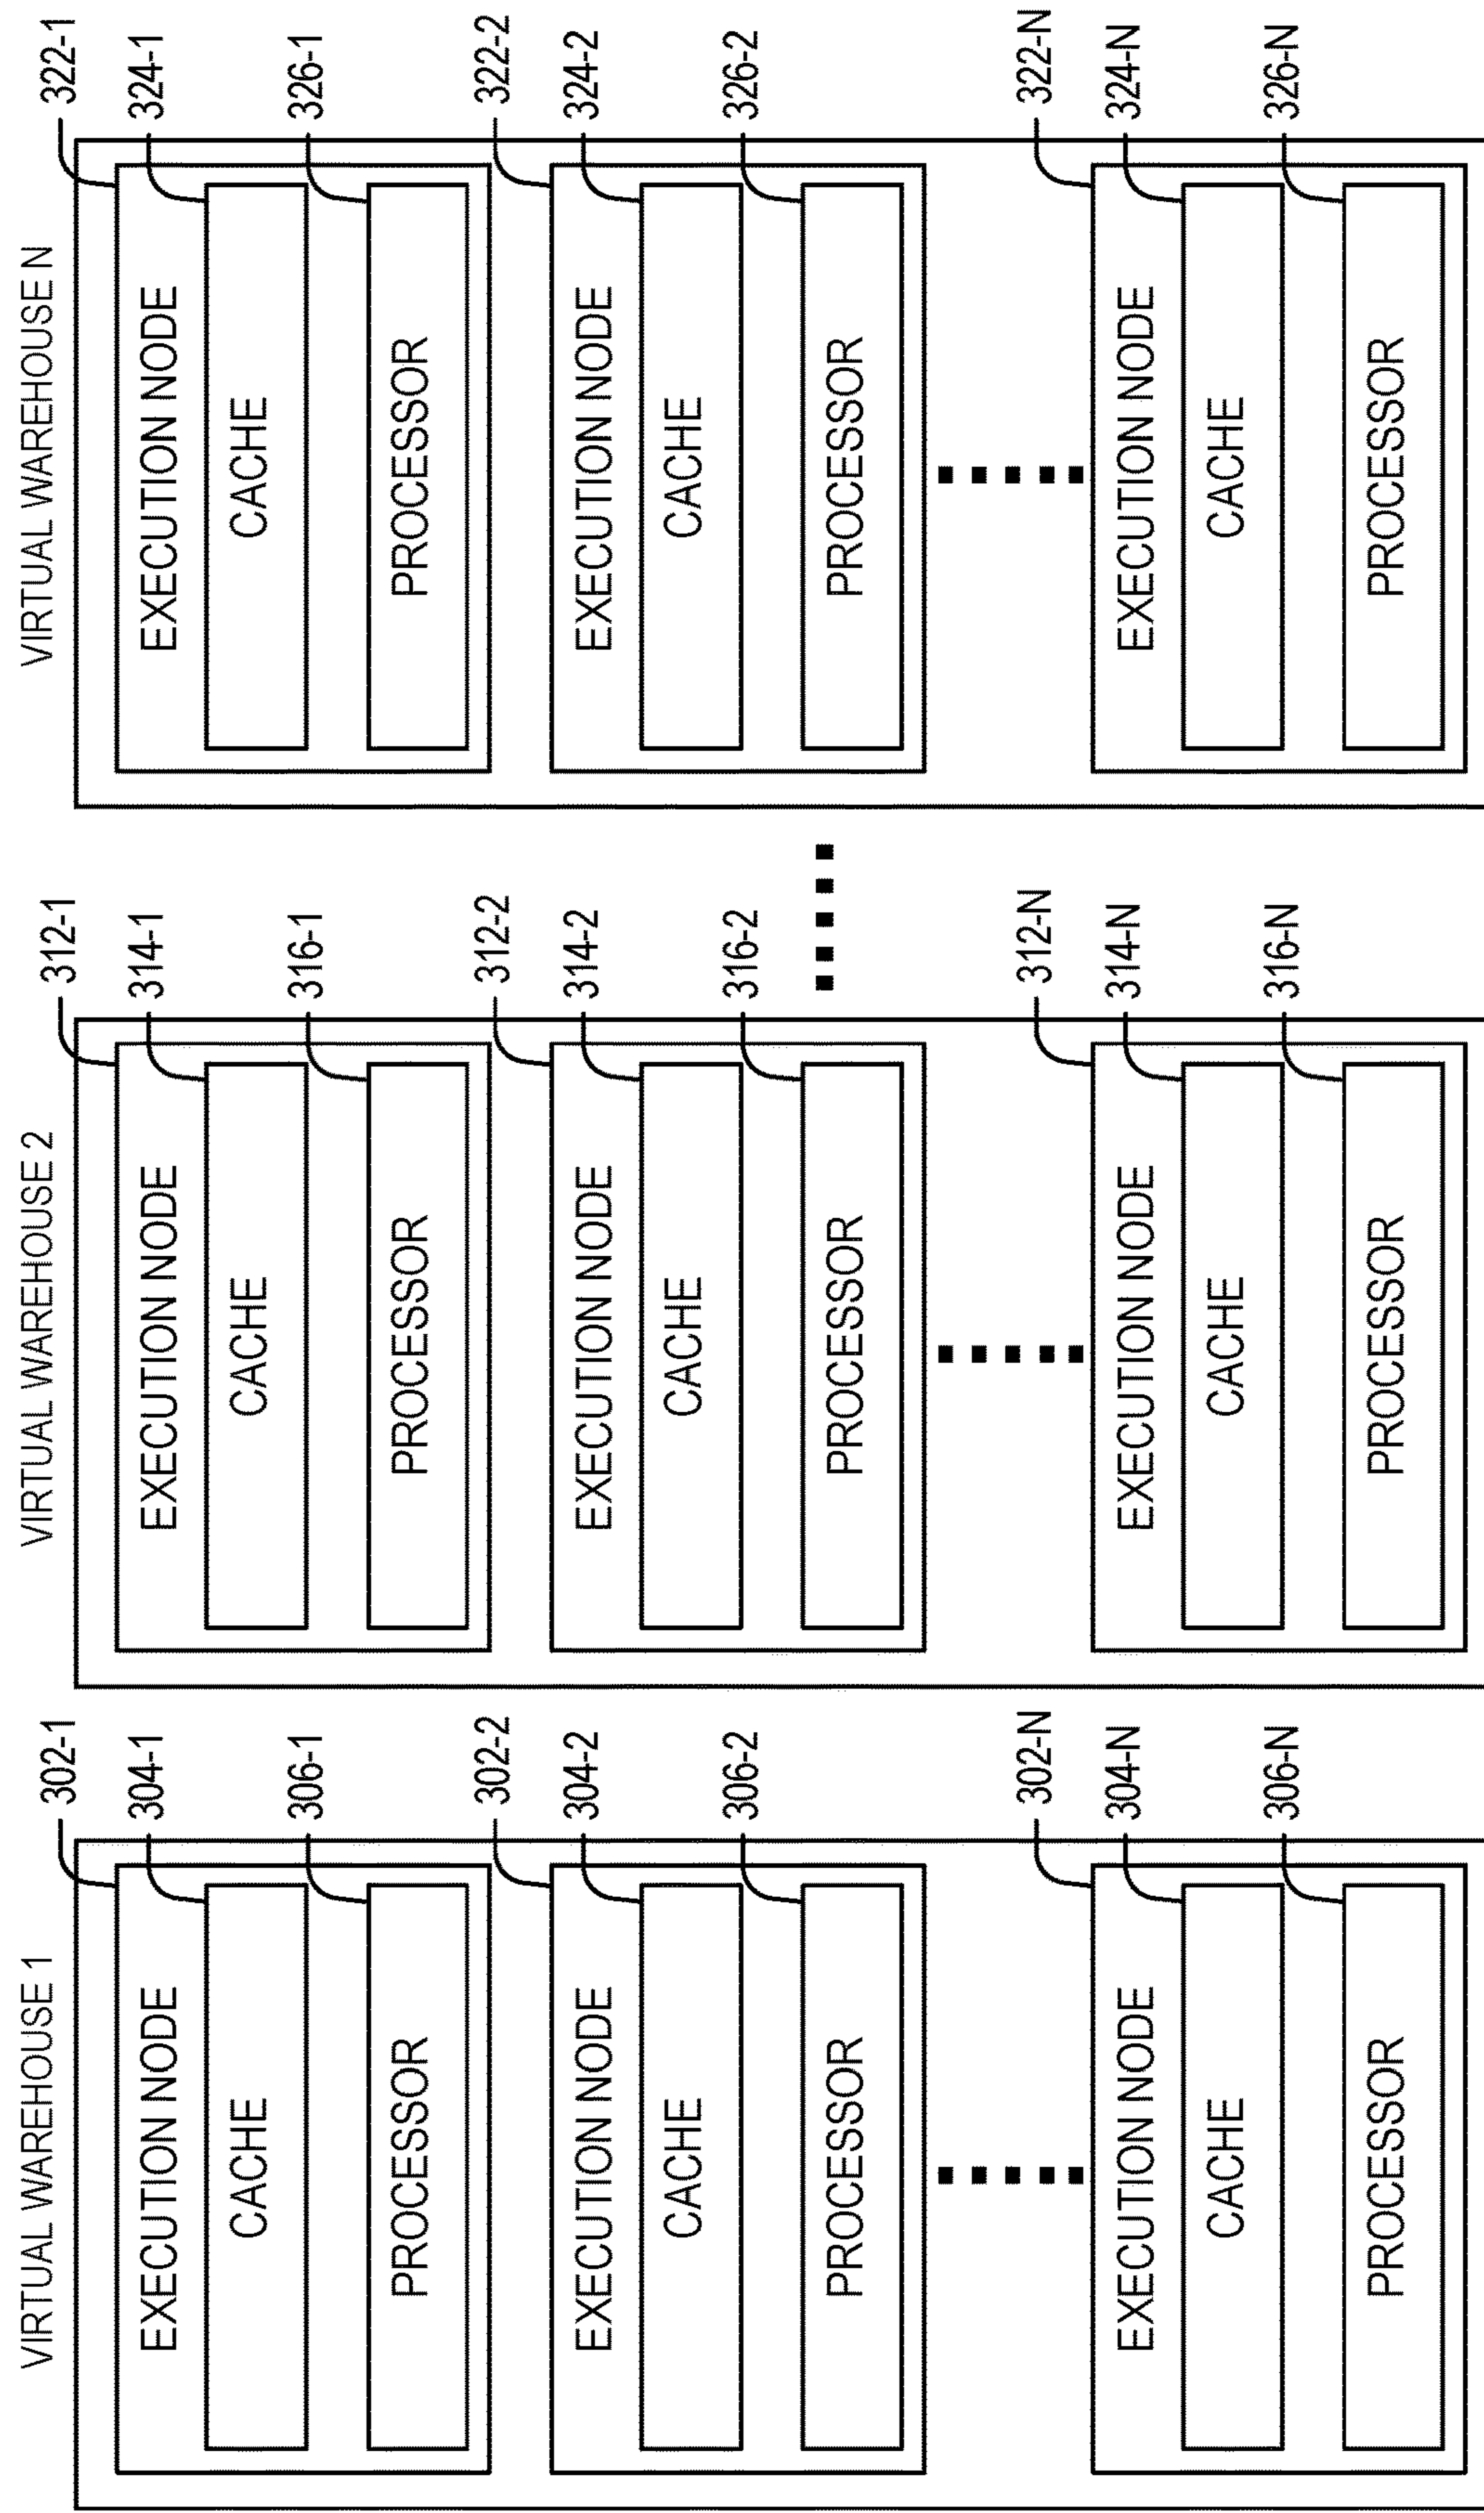 VIRTUAL WAREHOUSE 1
302-1
EXECUTION NODE
304-1
CACHE
306-1
PROCESSOR
302-2
EXECUTION NODE
304-2
CACHE
306-2
PROCESSOR
302-N
EXECUTION NODE
304-N
CACHE
306-N
PROCESSOR
VIRTUAL WAREHOUSE 2
312-1
EXECUTION NODE
314-1
CACHE
316-1
PROCESSOR
312-2
EXECUTION NODE
314-2
CACHE
316-2
PROCESSOR
312-N
EXECUTION NODE
314-N
CACHE
316-N
PROCESSOR
VIRTUAL WAREHOUSE N
322-1
EXECUTION NODE
324-1
CACHE
326-1
PROCESSOR
322-2
EXECUTION NODE
324-2
CACHE
326-2
PROCESSOR
322-N
EXECUTION NODE
324-N
CACHE
326-N
PROCESSOR